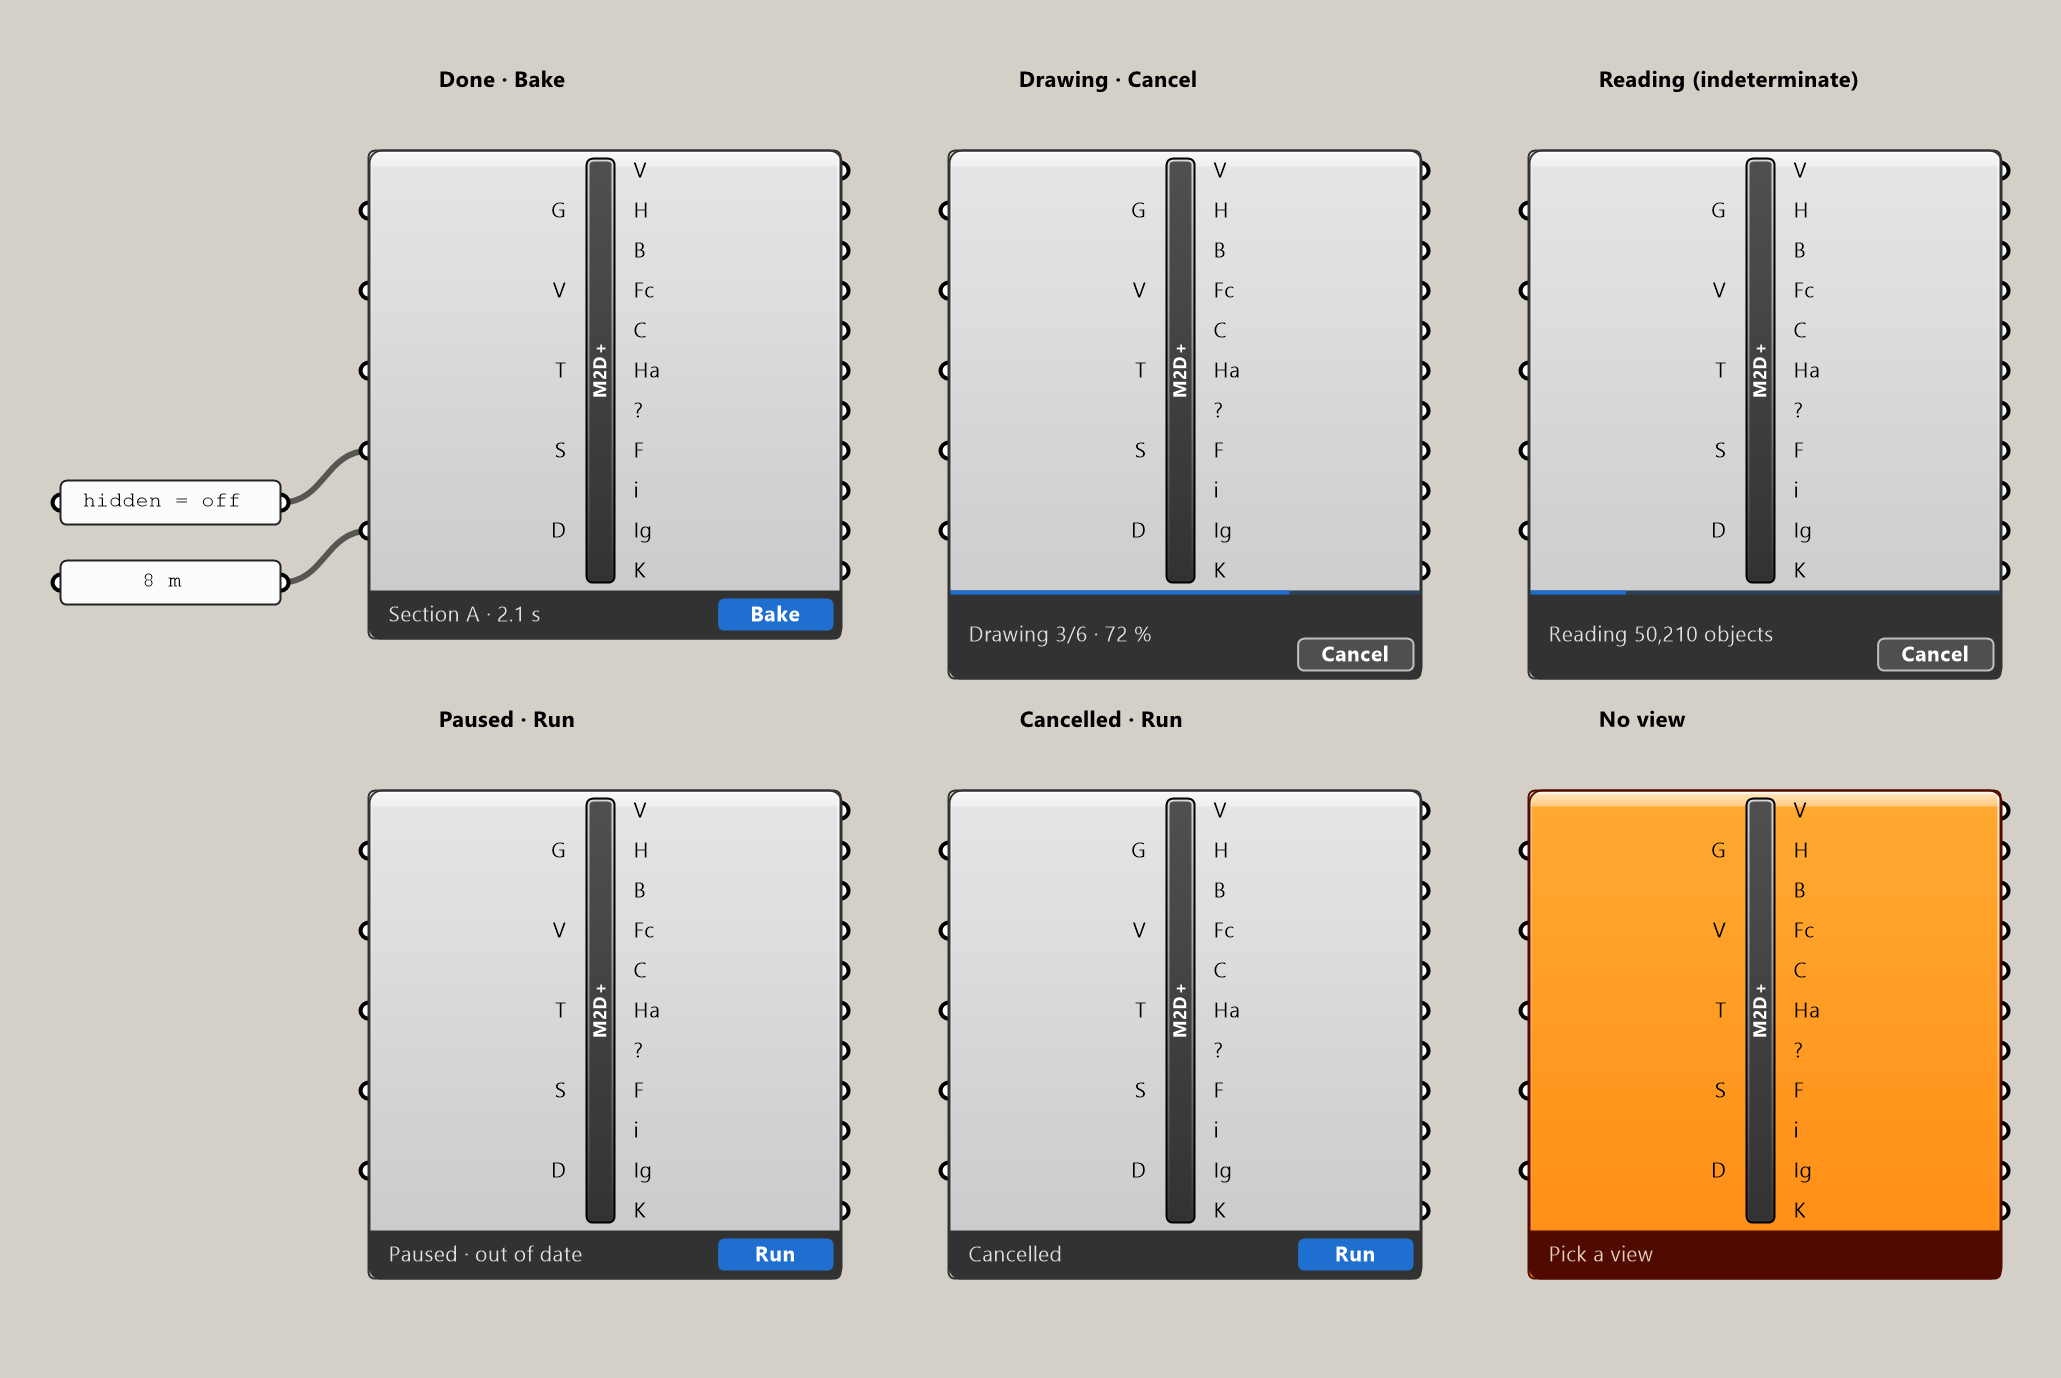 Done · Bake
Drawing · Cancel
Reading (indeterminate)
V
G
H
B
V
Fc
C
T
Ha
?
S
F
i
D
Ig
K
M2D+
hidden = off
8 m
Section A · 2.1 s
Bake
V
G
H
B
V
Fc
C
T
Ha
?
S
F
i
D
Ig
K
M2D+
Drawing 3/6 · 72 %
Cancel
V
G
H
B
V
Fc
C
T
Ha
?
S
F
i
D
Ig
K
M2D+
Reading 50,210 objects
Cancel
Paused · Run
Cancelled · Run
No view
V
G
H
B
V
Fc
C
T
Ha
?
S
F
i
D
Ig
K
M2D+
Paused · out of date
Run
V
G
H
B
V
Fc
C
T
Ha
?
S
F
i
D
Ig
K
M2D+
Cancelled
Run
V
G
H
B
V
Fc
C
T
Ha
?
S
F
i
D
Ig
K
M2D+
Pick a view